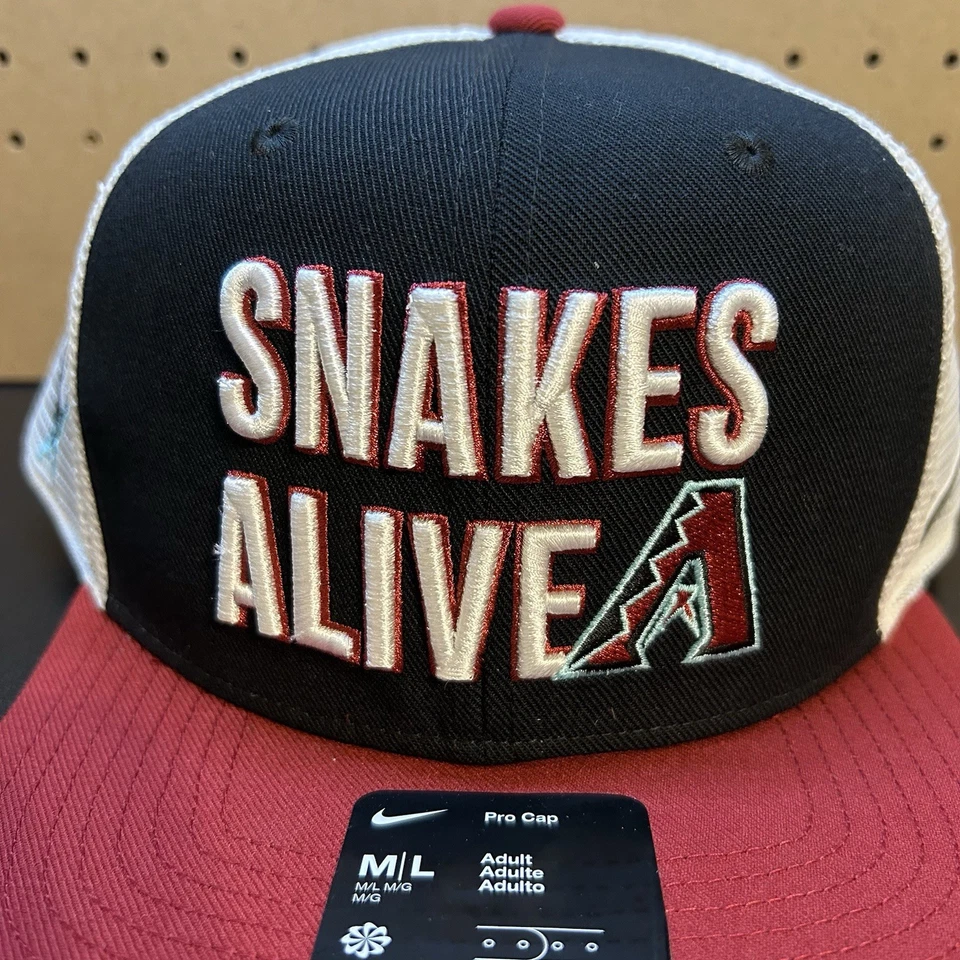 SNAKES
ALIVE A
Pro Cap
M|L
M/L M/G
M/G
Adult
Adulte
Adulto